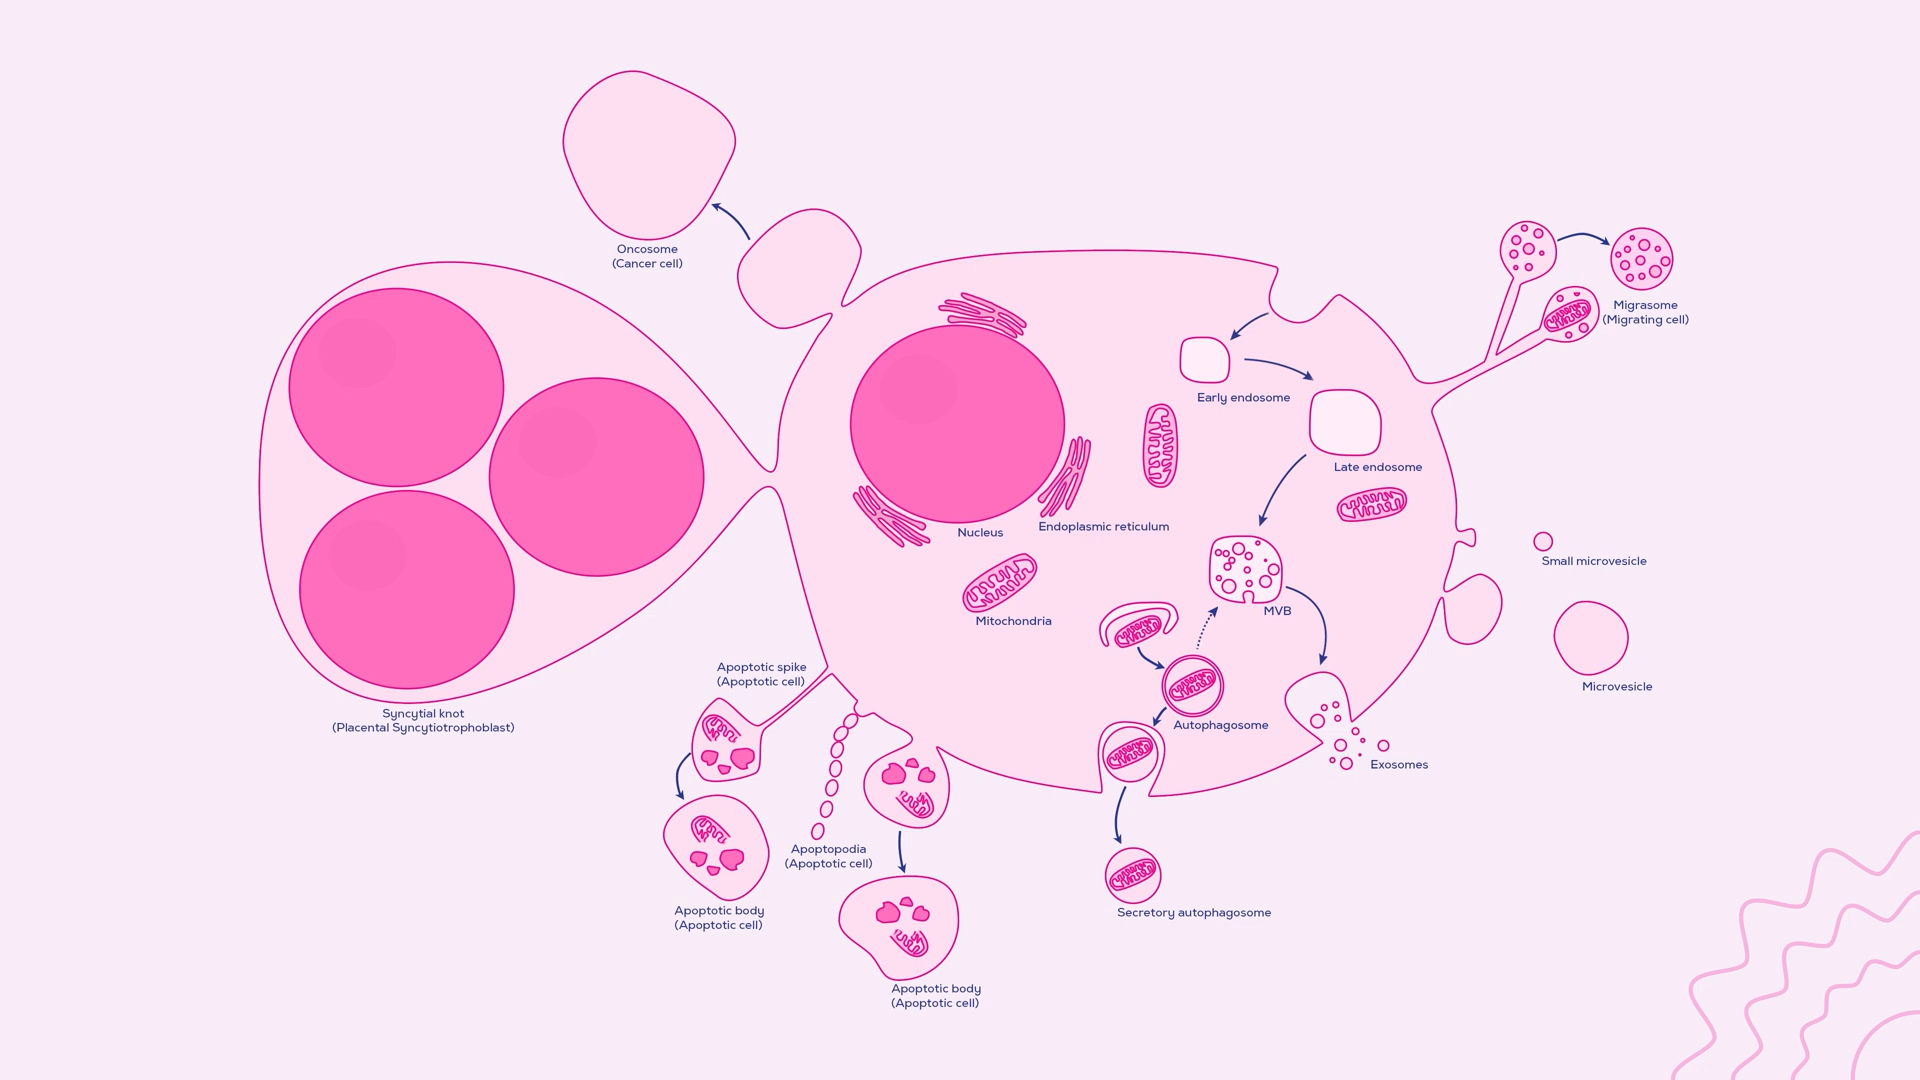 Oncosome
(Cancer cell)
Migrasome
(Migrating cell)
Early endosome
Late endosome
Endoplasmic reticulum
Nucleus
Small microvesicle
MVB
Mitochondria
Apoptotic spike
(Apoptotic cell)
Microvesicle
Syncytial knot
(Placental Syncytiotrophoblast)
Autophagosome
Exosomes
Apoptopodia
(Apoptotic cell)
Apoptotic body
(Apoptotic cell)
Secretory autophagosome
Apoptotic body
(Apoptotic cell)